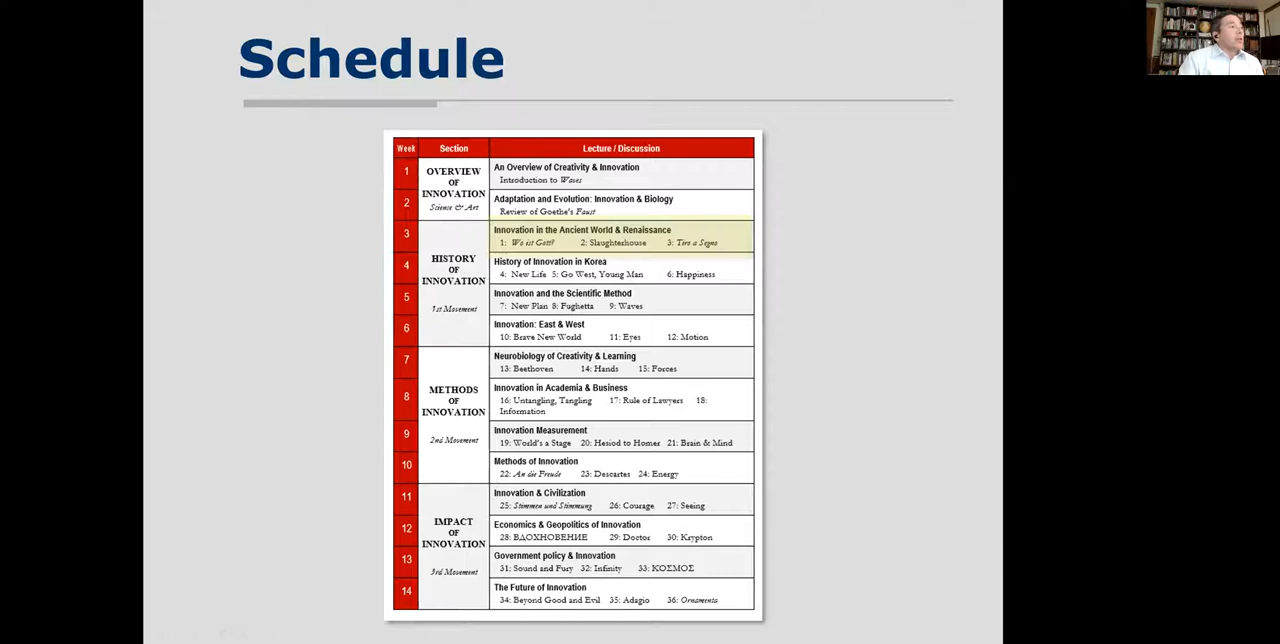 Schedule
Week Section Lecture / Discussion
1 OVERVIEW OF INNOVATION Science & Art An Overview of Creativity & Innovation
Introduction to Waves
2 Adaptation and Evolution: Innovation & Biology
Review of Goethe's Faust
3 HISTORY OF INNOVATION 1st Movement Innovation in the Ancient World & Renaissance
1: Wo ist Gott? 2: Slaughterhouse 3: Tiro a Segno
4 History of Innovation in Korea
4: New Life 5: Go West, Young Man 6: Happiness
5 Innovation and the Scientific Method
7: New Plan 8: Fughetta 9: Waves
6 Innovation: East & West
10: Brave New World 11: Eyes 12: Motion
7 METHODS OF INNOVATION 2nd Movement Neurobiology of Creativity & Learning
13: Beethoven 14: Hands 15: Forces
8 Innovation in Academia & Business
16: Untangling, Tangling 17: Rule of Lawyers 18:
Information
9 Innovation Measurement
19: World's a Stage 20: Hesiod to Homer 21: Brain & Mind
10 Methods of Innovation
22: An die Freude 23: Descartes 24: Energy
11 IMPACT OF INNOVATION 3rd Movement Innovation & Civilization
25: Stimmen und Stimmung 26: Courage 27: Seeing
12 Economics & Geopolitics of Innovation
28: ВДОХНОВЕНИЕ 29: Doctor 30: Krypton
13 Government policy & Innovation
31: Sound and Fury 32: Infinity 33: ΚΟΣΜΟΣ
14 The Future of Innovation
34: Beyond Good and Evil 35: Adagio 36: Ornamenta